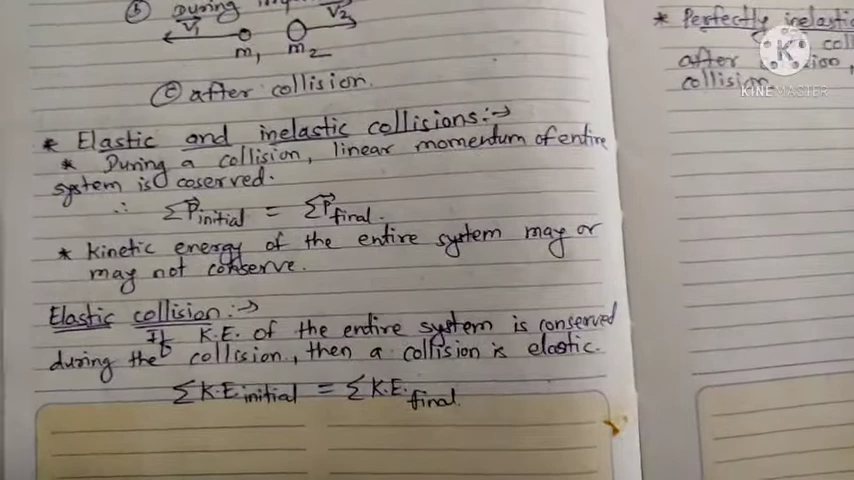 (b) During
V1 V2
m1 m2
(c) after collision.
* Elastic and inelastic collisions:→
* During a collision, linear momentum of entire
system is coserved.
∴ ΣP⃗initial = ΣP⃗final.
* Kinetic energy of the entire system may or
may not conserve.
Elastic collision:→
If K.E. of the entire system is conserved
during the collision, then a collision is elastic.
ΣK.Einitial = ΣK.E.final.
* Perfectly inelastic
after
collision
K
KINEMASTER